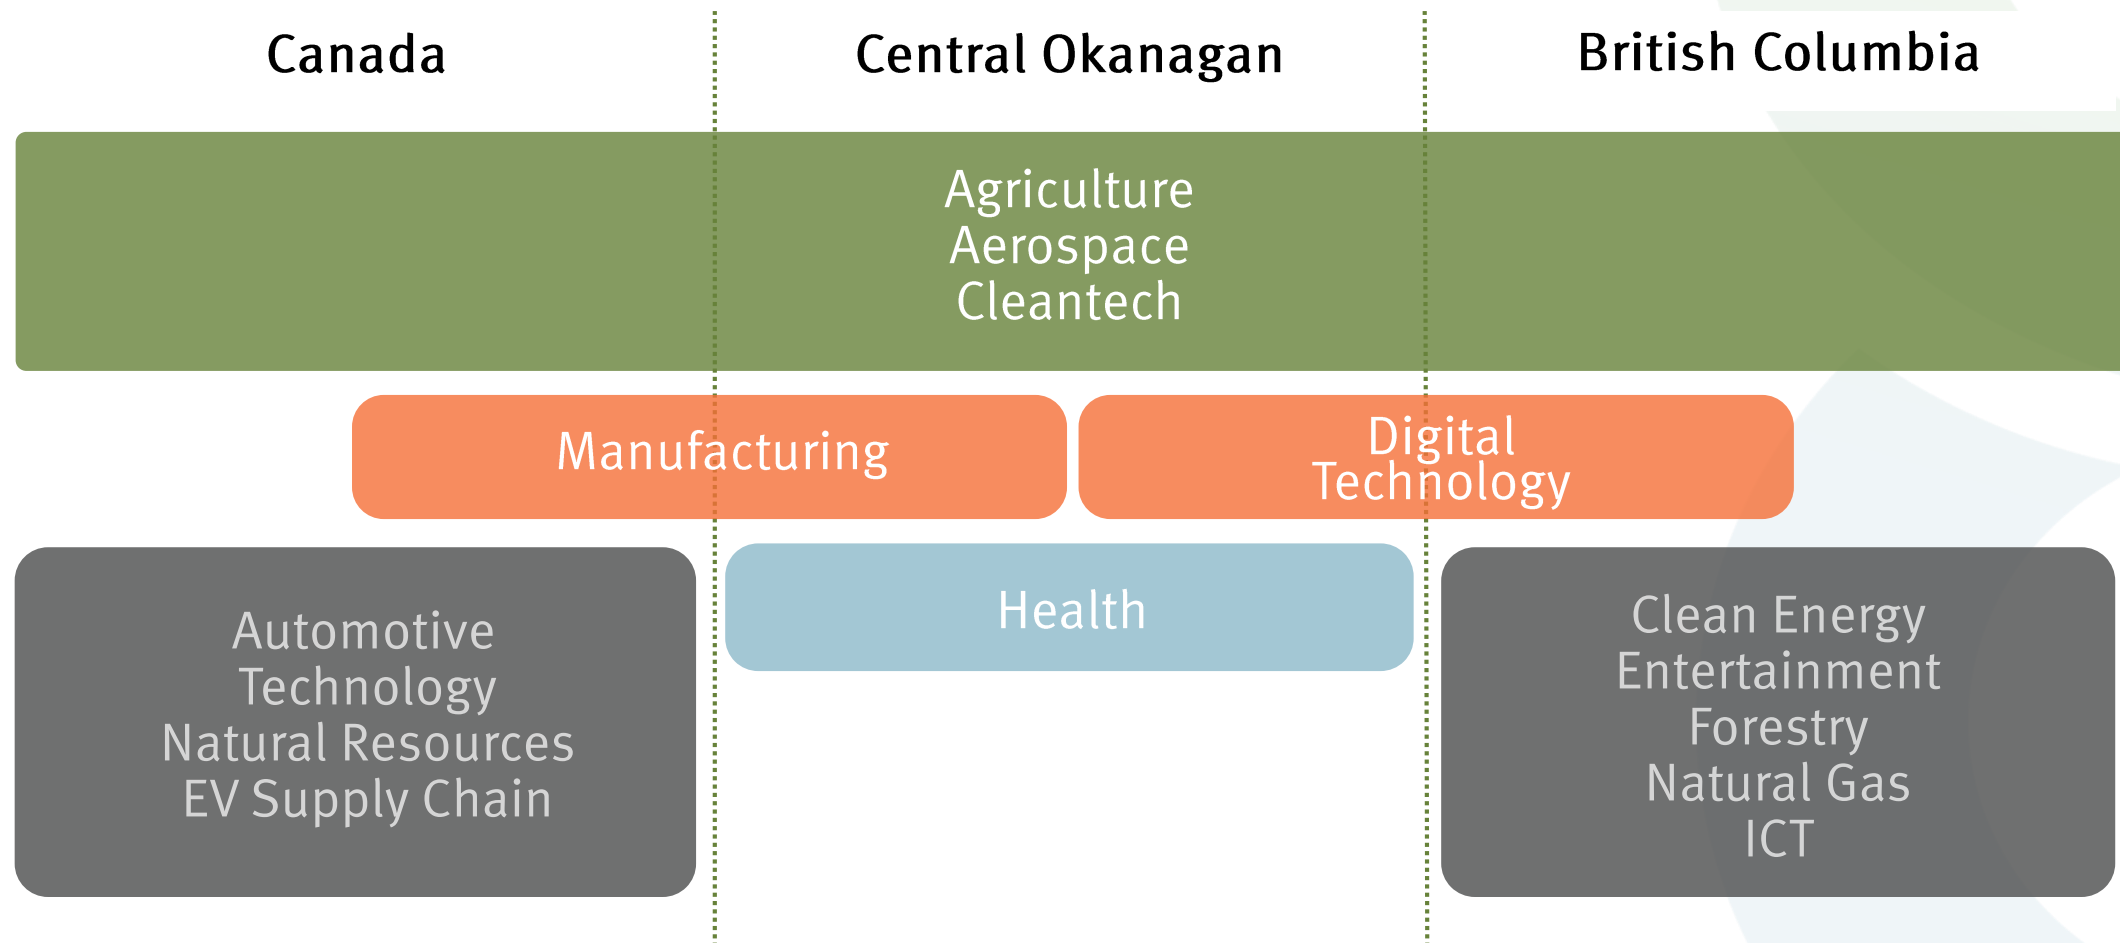 Canada
Central Okanagan
British Columbia
Agriculture
Aerospace
Cleantech
Manufacturing
Digital
Technology
Automotive
Technology
Natural Resources
EV Supply Chain
Health
Clean Energy
Entertainment
Forestry
Natural Gas
ICT